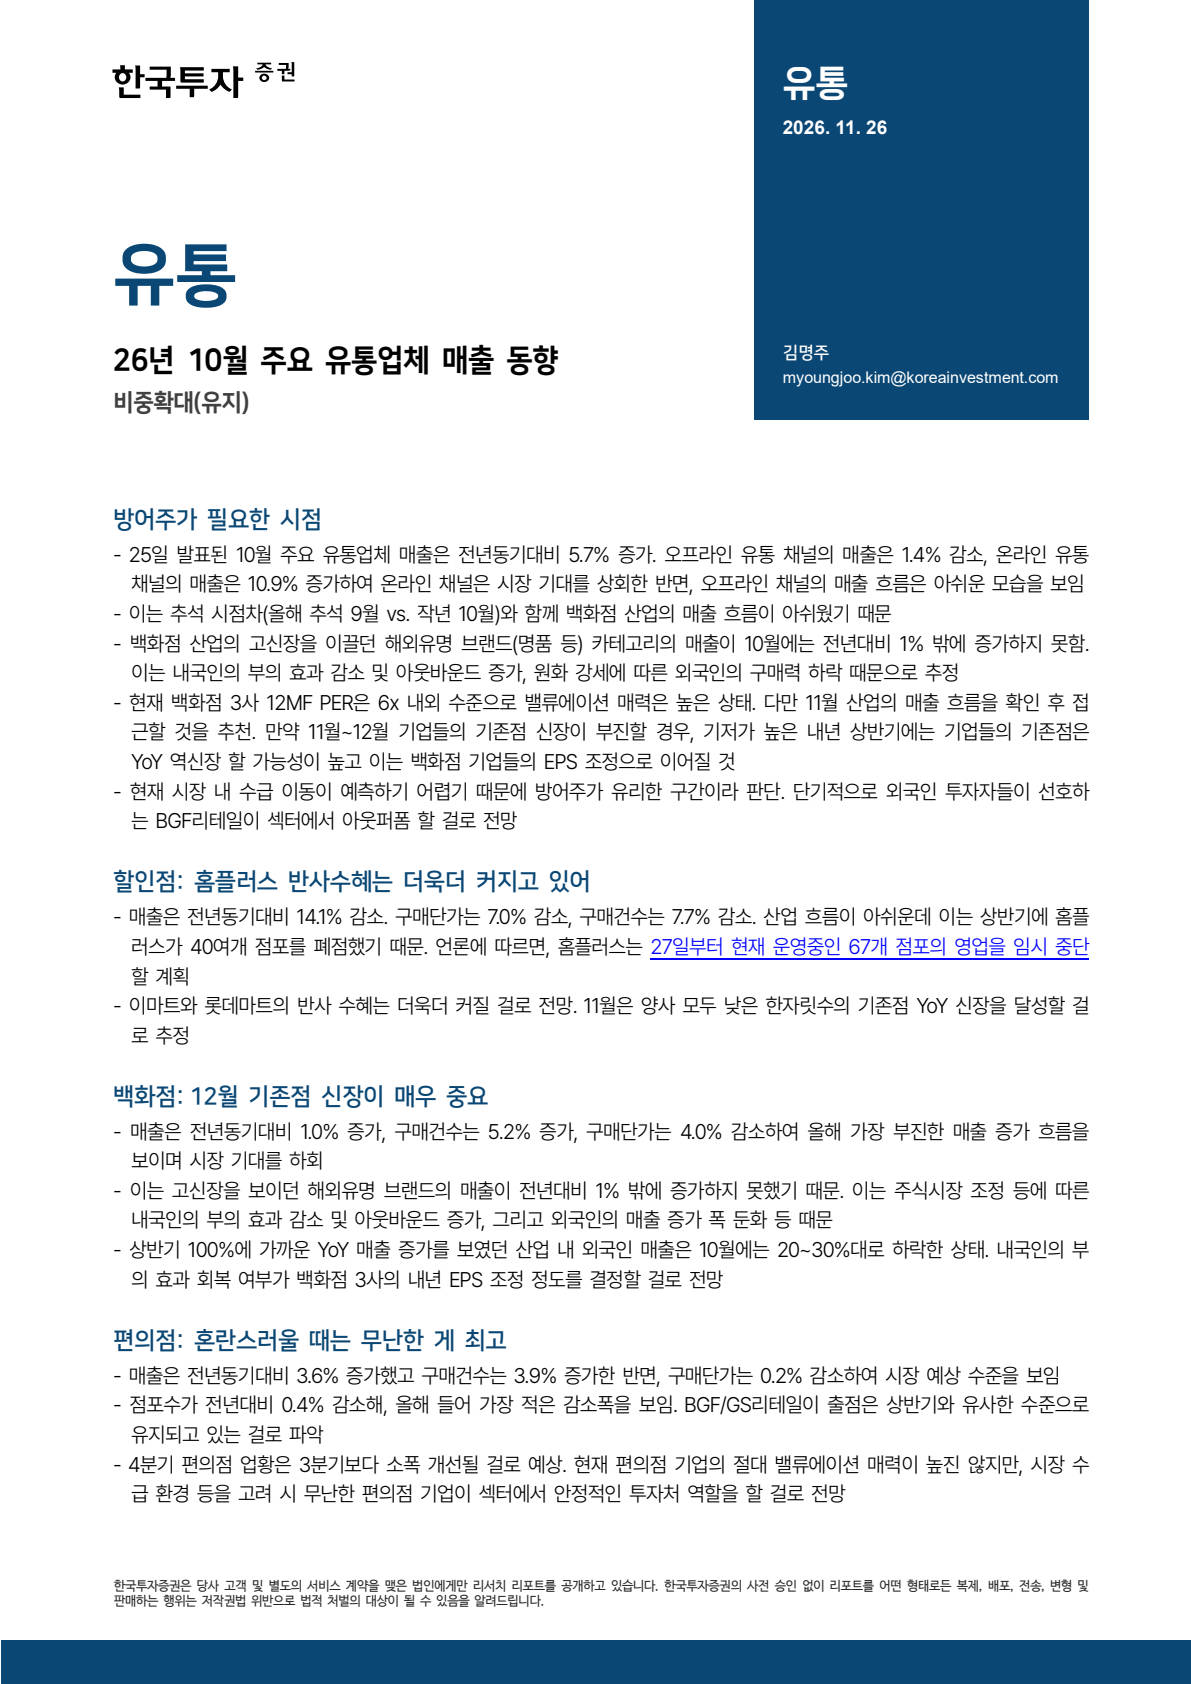 한국투자 증권
유통
2026. 11. 26
김명주
myoungjoo.kim@koreainvestment.com
유통
26년 10월 주요 유통업체 매출 동향
비중확대(유지)
방어주가 필요한 시점
- 25일 발표된 10월 주요 유통업체 매출은 전년동기대비 5.7% 증가. 오프라인 유통 채널의 매출은 1.4% 감소, 온라인 유통
채널의 매출은 10.9% 증가하여 온라인 채널은 시장 기대를 상회한 반면, 오프라인 채널의 매출 흐름은 아쉬운 모습을 보임
- 이는 추석 시점차(올해 추석 9월 vs. 작년 10월)와 함께 백화점 산업의 매출 흐름이 아쉬웠기 때문
- 백화점 산업의 고신장을 이끌던 해외유명 브랜드(명품 등) 카테고리의 매출이 10월에는 전년대비 1% 밖에 증가하지 못함.
이는 내국인의 부의 효과 감소 및 아웃바운드 증가, 원화 강세에 따른 외국인의 구매력 하락 때문으로 추정
- 현재 백화점 3사 12MF PER은 6x 내외 수준으로 밸류에이션 매력은 높은 상태. 다만 11월 산업의 매출 흐름을 확인 후 접
근할 것을 추천. 만약 11월~12월 기업들의 기존점 신장이 부진할 경우, 기저가 높은 내년 상반기에는 기업들의 기존점은
YoY 역신장 할 가능성이 높고 이는 백화점 기업들의 EPS 조정으로 이어질 것
- 현재 시장 내 수급 이동이 예측하기 어렵기 때문에 방어주가 유리한 구간이라 판단. 단기적으로 외국인 투자자들이 선호하
는 BGF리테일이 섹터에서 아웃퍼폼 할 걸로 전망
할인점: 홈플러스 반사수혜는 더욱더 커지고 있어
- 매출은 전년동기대비 14.1% 감소. 구매단가는 7.0% 감소, 구매건수는 7.7% 감소. 산업 흐름이 아쉬운데 이는 상반기에 홈플
러스가 40여개 점포를 폐점했기 때문. 언론에 따르면, 홈플러스는 27일부터 현재 운영중인 67개 점포의 영업을 임시 중단
할 계획
- 이마트와 롯데마트의 반사 수혜는 더욱더 커질 걸로 전망. 11월은 양사 모두 낮은 한자릿수의 기존점 YoY 신장을 달성할 걸
로 추정
백화점: 12월 기존점 신장이 매우 중요
- 매출은 전년동기대비 1.0% 증가, 구매건수는 5.2% 증가, 구매단가는 4.0% 감소하여 올해 가장 부진한 매출 증가 흐름을
보이며 시장 기대를 하회
- 이는 고신장을 보이던 해외유명 브랜드의 매출이 전년대비 1% 밖에 증가하지 못했기 때문. 이는 주식시장 조정 등에 따른
내국인의 부의 효과 감소 및 아웃바운드 증가, 그리고 외국인의 매출 증가 폭 둔화 등 때문
- 상반기 100%에 가까운 YoY 매출 증가를 보였던 산업 내 외국인 매출은 10월에는 20~30%대로 하락한 상태. 내국인의 부
의 효과 회복 여부가 백화점 3사의 내년 EPS 조정 정도를 결정할 걸로 전망
편의점: 혼란스러울 때는 무난한 게 최고
- 매출은 전년동기대비 3.6% 증가했고 구매건수는 3.9% 증가한 반면, 구매단가는 0.2% 감소하여 시장 예상 수준을 보임
- 점포수가 전년대비 0.4% 감소해, 올해 들어 가장 적은 감소폭을 보임. BGF/GS리테일이 출점은 상반기와 유사한 수준으로
유지되고 있는 걸로 파악
- 4분기 편의점 업황은 3분기보다 소폭 개선될 걸로 예상. 현재 편의점 기업의 절대 밸류에이션 매력이 높진 않지만, 시장 수
급 환경 등을 고려 시 무난한 편의점 기업이 섹터에서 안정적인 투자처 역할을 할 걸로 전망
한국투자증권은 당사 고객 및 별도의 서비스 계약을 맺은 법인에게만 리서치 리포트를 공개하고 있습니다. 한국투자증권의 사전 승인 없이 리포트를 어떤 형태로든 복제, 배포, 전송, 변형 및
판매하는 행위는 저작권법 위반으로 법적 처벌의 대상이 될 수 있음을 알려드립니다.